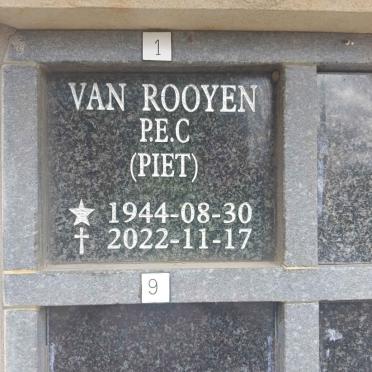 1
VAN ROOYEN
P.E.C
(PIET)
1944-08-30
2022-11-17
9